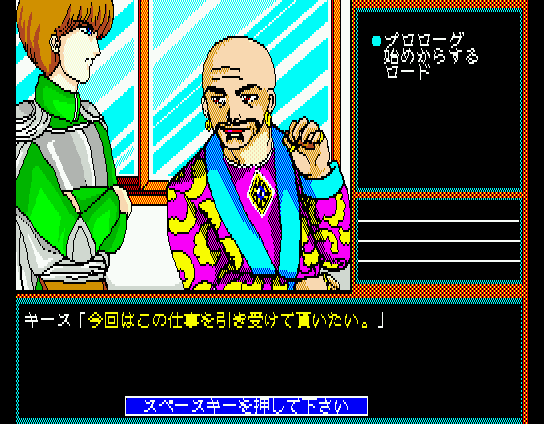 プロローグ
始めからする
ロード
キース「今回はこの仕事を引き受けて頂いたい。」
スペースキーを押して下さい